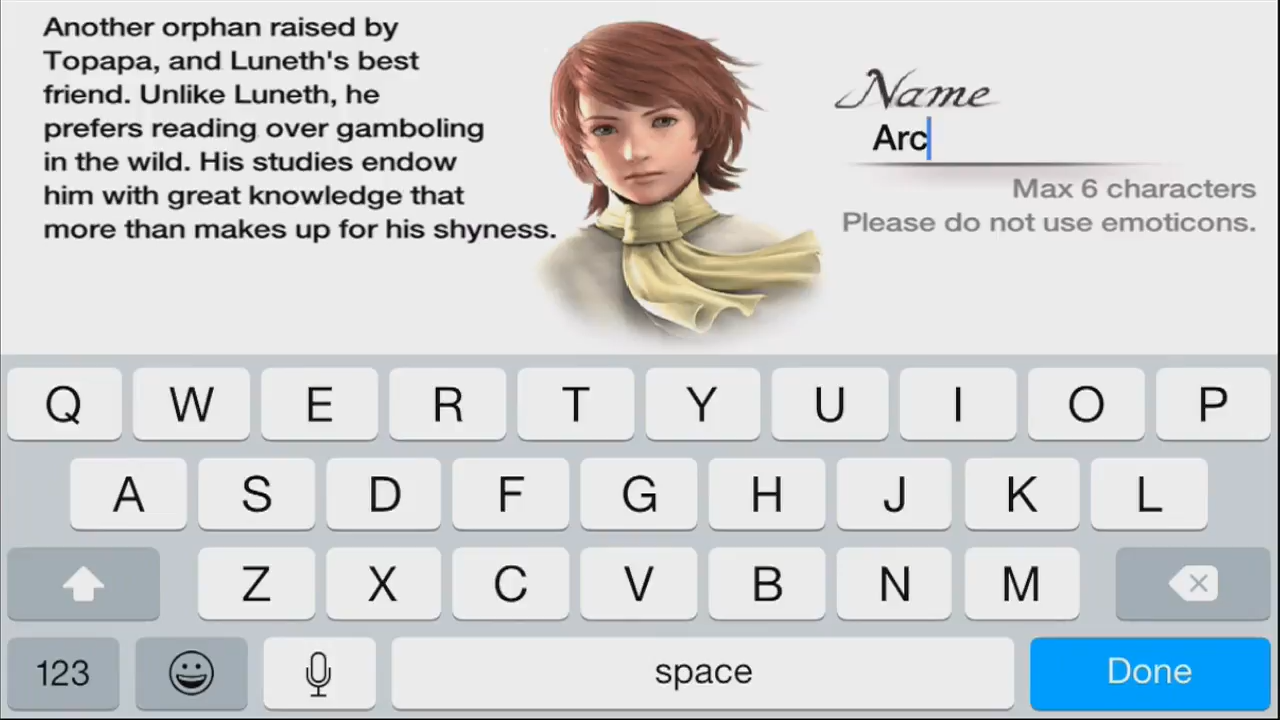 Another orphan raised by
Topapa, and Luneth's best
friend. Unlike Luneth, he
prefers reading over gamboling
in the wild. His studies endow
him with great knowledge that
more than makes up for his shyness.
Name
Arc
Max 6 characters
Please do not use emoticons.
Q W E R T Y U I O P
A S D F G H J K L
Z X C V B N M
123 space Done